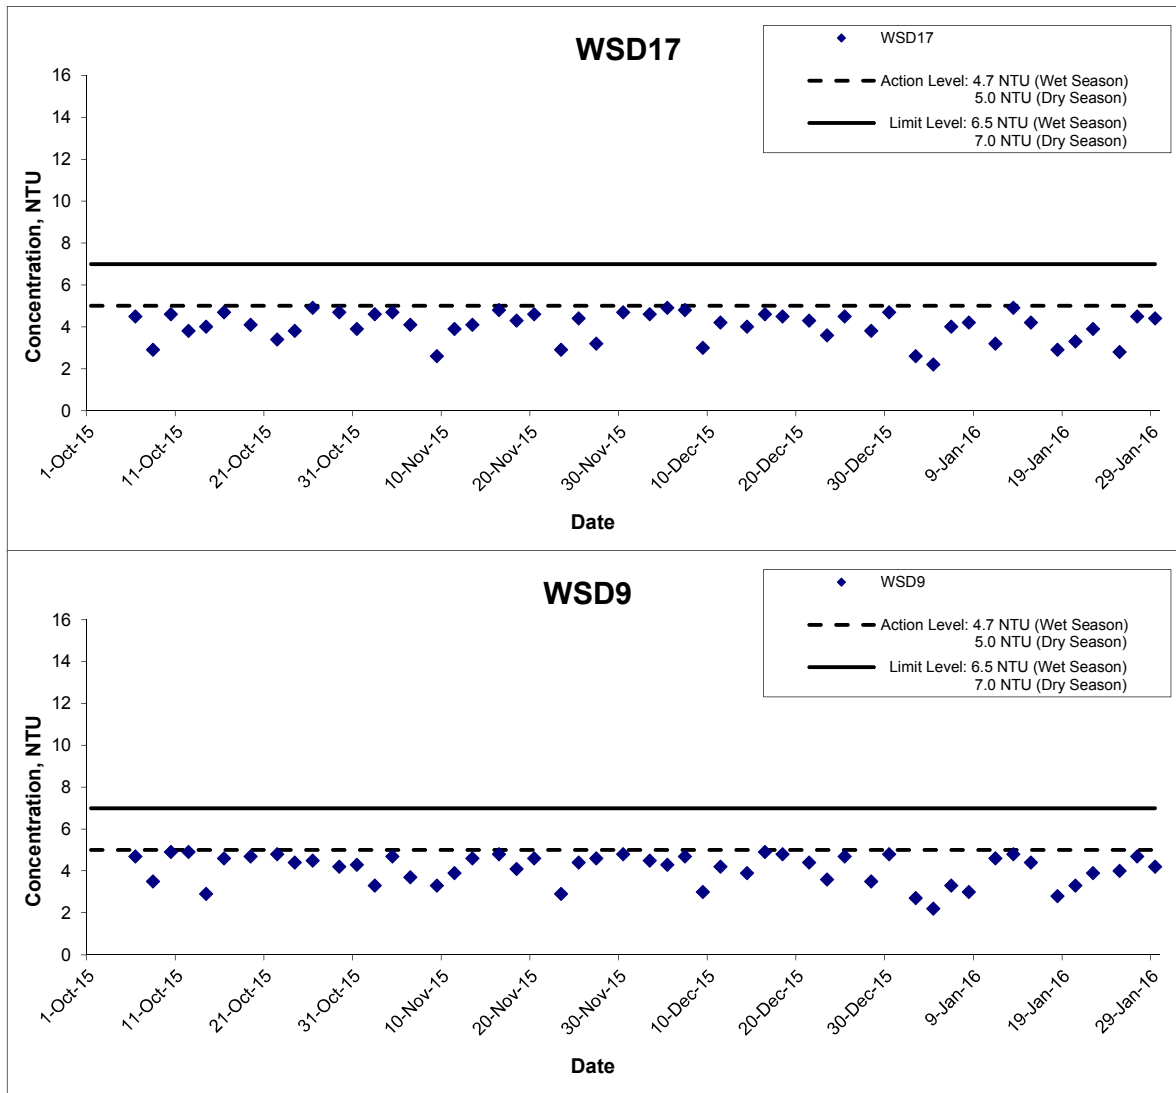 WSD17
WSD17
Action Level: 4.7 NTU (Wet Season)
5.0 NTU (Dry Season)
Limit Level: 6.5 NTU (Wet Season)
7.0 NTU (Dry Season)
Concentration, NTU
16
14
12
10
8
6
4
2
0
1-Oct-15
11-Oct-15
21-Oct-15
31-Oct-15
10-Nov-15
20-Nov-15
30-Nov-15
10-Dec-15
20-Dec-15
30-Dec-15
9-Jan-16
19-Jan-16
29-Jan-16
Date
WSD9
WSD9
Action Level: 4.7 NTU (Wet Season)
5.0 NTU (Dry Season)
Limit Level: 6.5 NTU (Wet Season)
7.0 NTU (Dry Season)
Concentration, NTU
16
14
12
10
8
6
4
2
0
1-Oct-15
11-Oct-15
21-Oct-15
31-Oct-15
10-Nov-15
20-Nov-15
30-Nov-15
10-Dec-15
20-Dec-15
30-Dec-15
9-Jan-16
19-Jan-16
29-Jan-16
Date